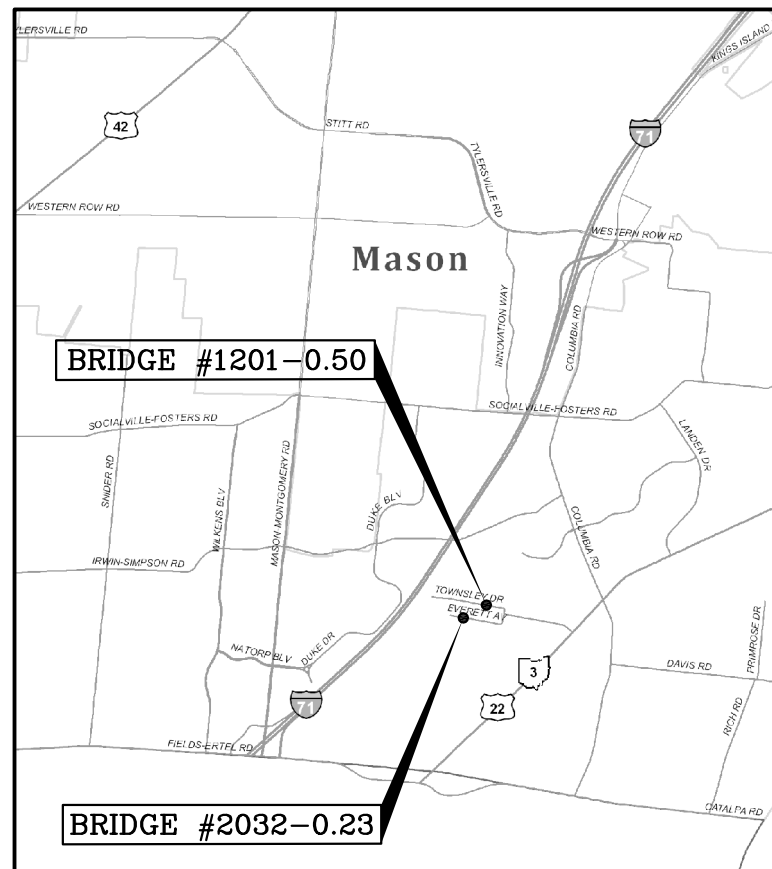 YLERSVILLE RD
KINGS ISLAND
42
STITT RD
71
TYLERSVILLE RD
WESTERN ROW RD
WESTERN ROW RD
Mason
INNOVATION WAY
COLUMBIA RD
BRIDGE #1201-0.50
SOCIALVILLE-FOSTERS RD
SOCIALVILLE-FOSTERS RD
LANDEN DR
SNIDER RD
WILKENS BLV
MASON-MONTGOMERY RD
DUKE BLV
COLUMBIA RD
IRWIN-SIMPSON RD
TOWNSLEY DR
EVERETT A
PRIMROSE DR
NATORP BLV
DUKE DR
DAVIS RD
3
71
22
RICH RD
FIELDS-ERTEL RD
CATALPA RD
BRIDGE #2032-0.23